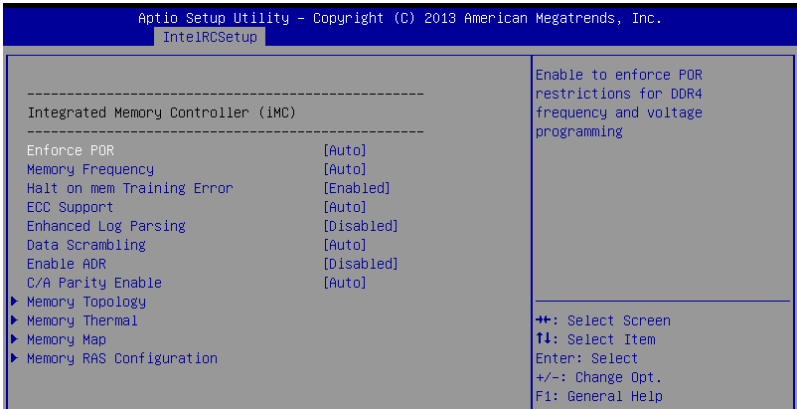 Aptio Setup Utility – Copyright (C) 2013 American Megatrends, Inc.
IntelRCSetup
------------------------------------------------
Integrated Memory Controller (iMC)
------------------------------------------------
Enforce POR [Auto]
Memory Frequency [Auto]
Halt on mem Training Error [Enabled]
ECC Support [Auto]
Enhanced Log Parsing [Disabled]
Data Scrambling [Auto]
Enable ADR [Disabled]
C/A Parity Enable [Auto]
Memory Topology
Memory Thermal
Memory Map
Memory RAS Configuration
Enable to enforce POR
restrictions for DDR4
frequency and voltage
programming
→←: Select Screen
↑↓: Select Item
Enter: Select
+/-: Change Opt.
F1: General Help